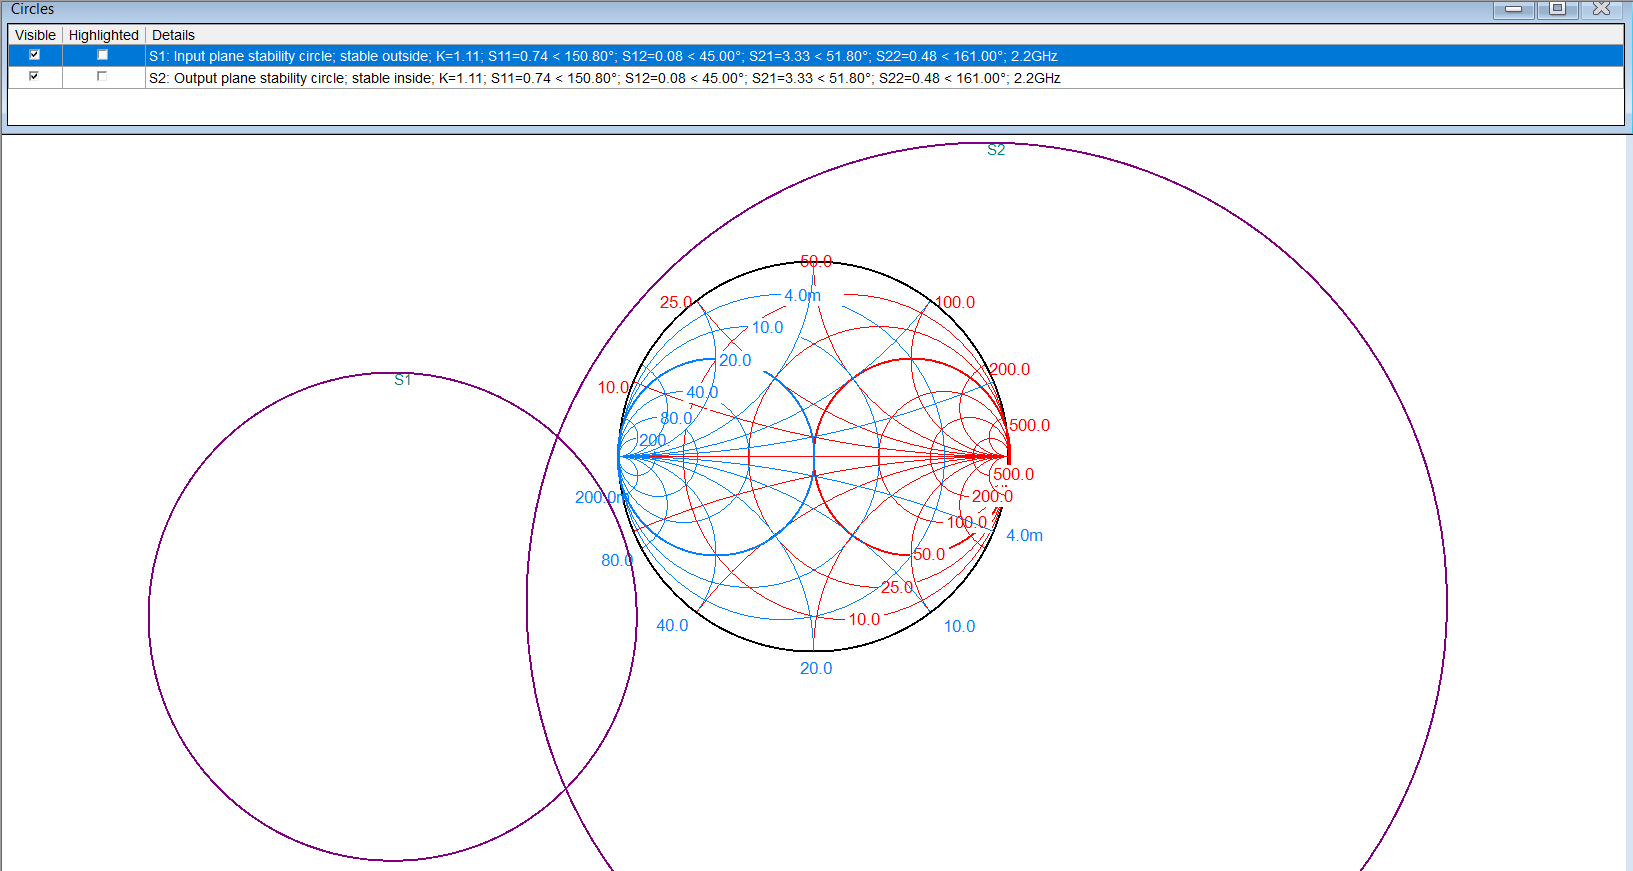 Circles
Visible Highlighted Details
S1: Input plane stability circle; stable outside; K=1.11; S11=0.74 < 150.80°; S12=0.08 < 45.00°; S21=3.33 < 51.80°; S22=0.48 < 161.00°; 2.2GHz
S2: Output plane stability circle; stable inside; K=1.11; S11=0.74 < 150.80°; S12=0.08 < 45.00°; S21=3.33 < 51.80°; S22=0.48 < 161.00°; 2.2GHz
S2
50.0
25.0 4.0m 100.0
10.0
20.0 200.0
S1
10.0 40.0
80.0 500.0
200.
500.0
200.0m 200.0
100.0 4.0m
80.0 50.0
25.0
40.0 10.0 10.0
20.0